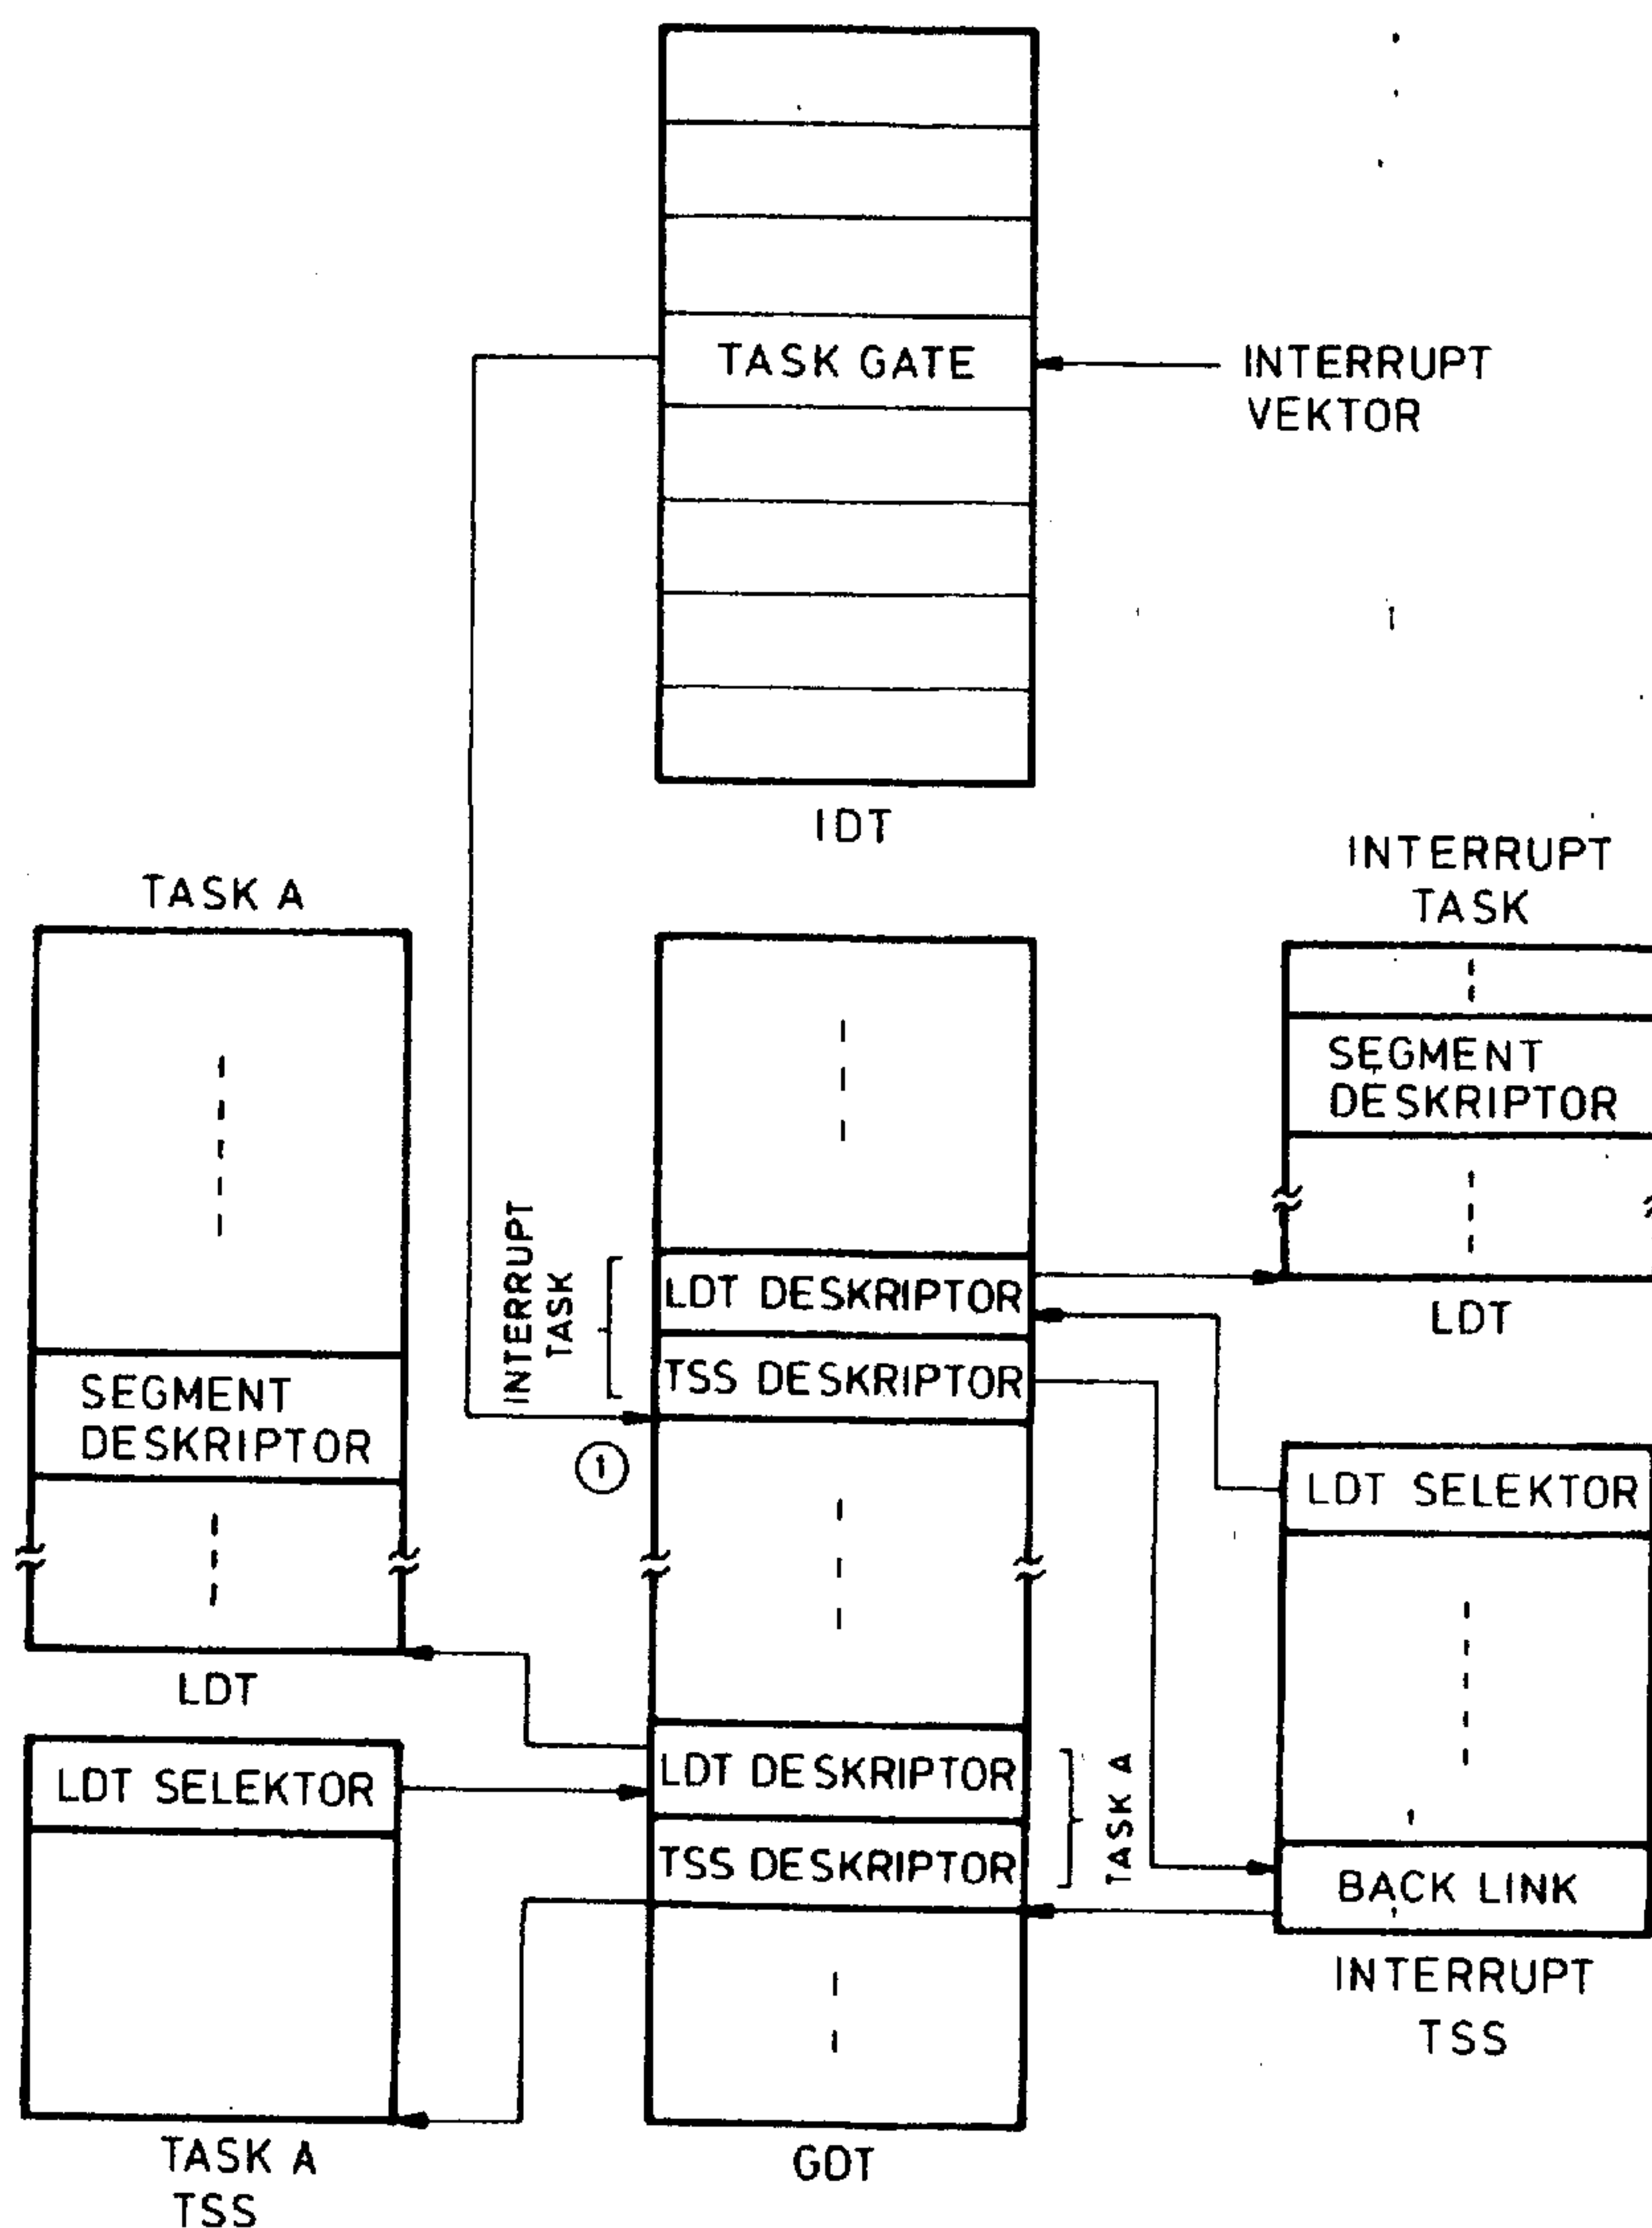 TASK GATE
INTERRUPT
VEKTOR
IDT
TASK A
SEGMENT
DESKRIPTOR
LDT
LDT SELEKTOR
TASK A
TSS
INTERRUPT
TASK
LDT DESKRIPTOR
TSS DESKRIPTOR
1
LDT DESKRIPTOR
TSS DESKRIPTOR
TASK A
GDT
INTERRUPT
TASK
SEGMENT
DESKRIPTOR
LDT
LDT SELEKTOR
BACK LINK
INTERRUPT
TSS